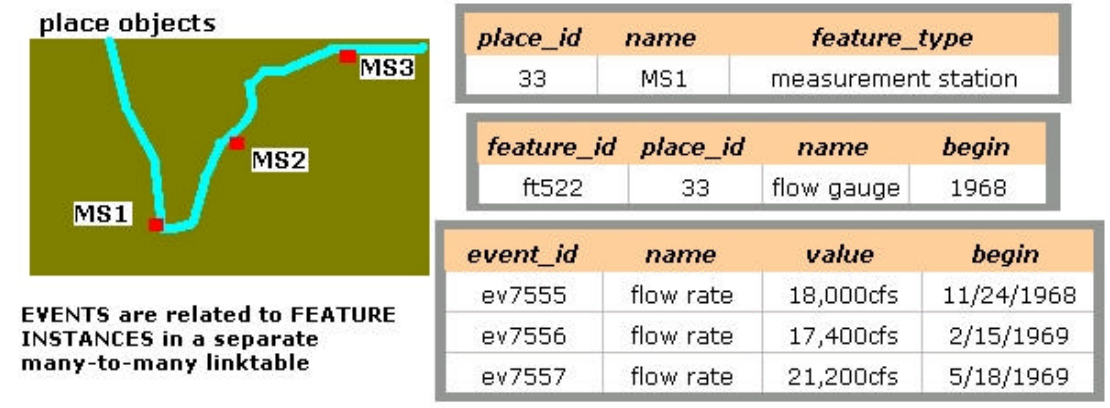 place objects
MS3
MS2
MS1
EVENTS are related to FEATURE
INSTANCES in a separate
many-to-many linktable
place_id name feature_type
33 MS1 measurement station
feature_id place_id name begin
ft522 33 flow gauge 1968
event_id name value begin
ev7555 flow rate 18,000cfs 11/24/1968
ev7556 flow rate 17,400cfs 2/15/1969
ev7557 flow rate 21,200cfs 5/18/1969